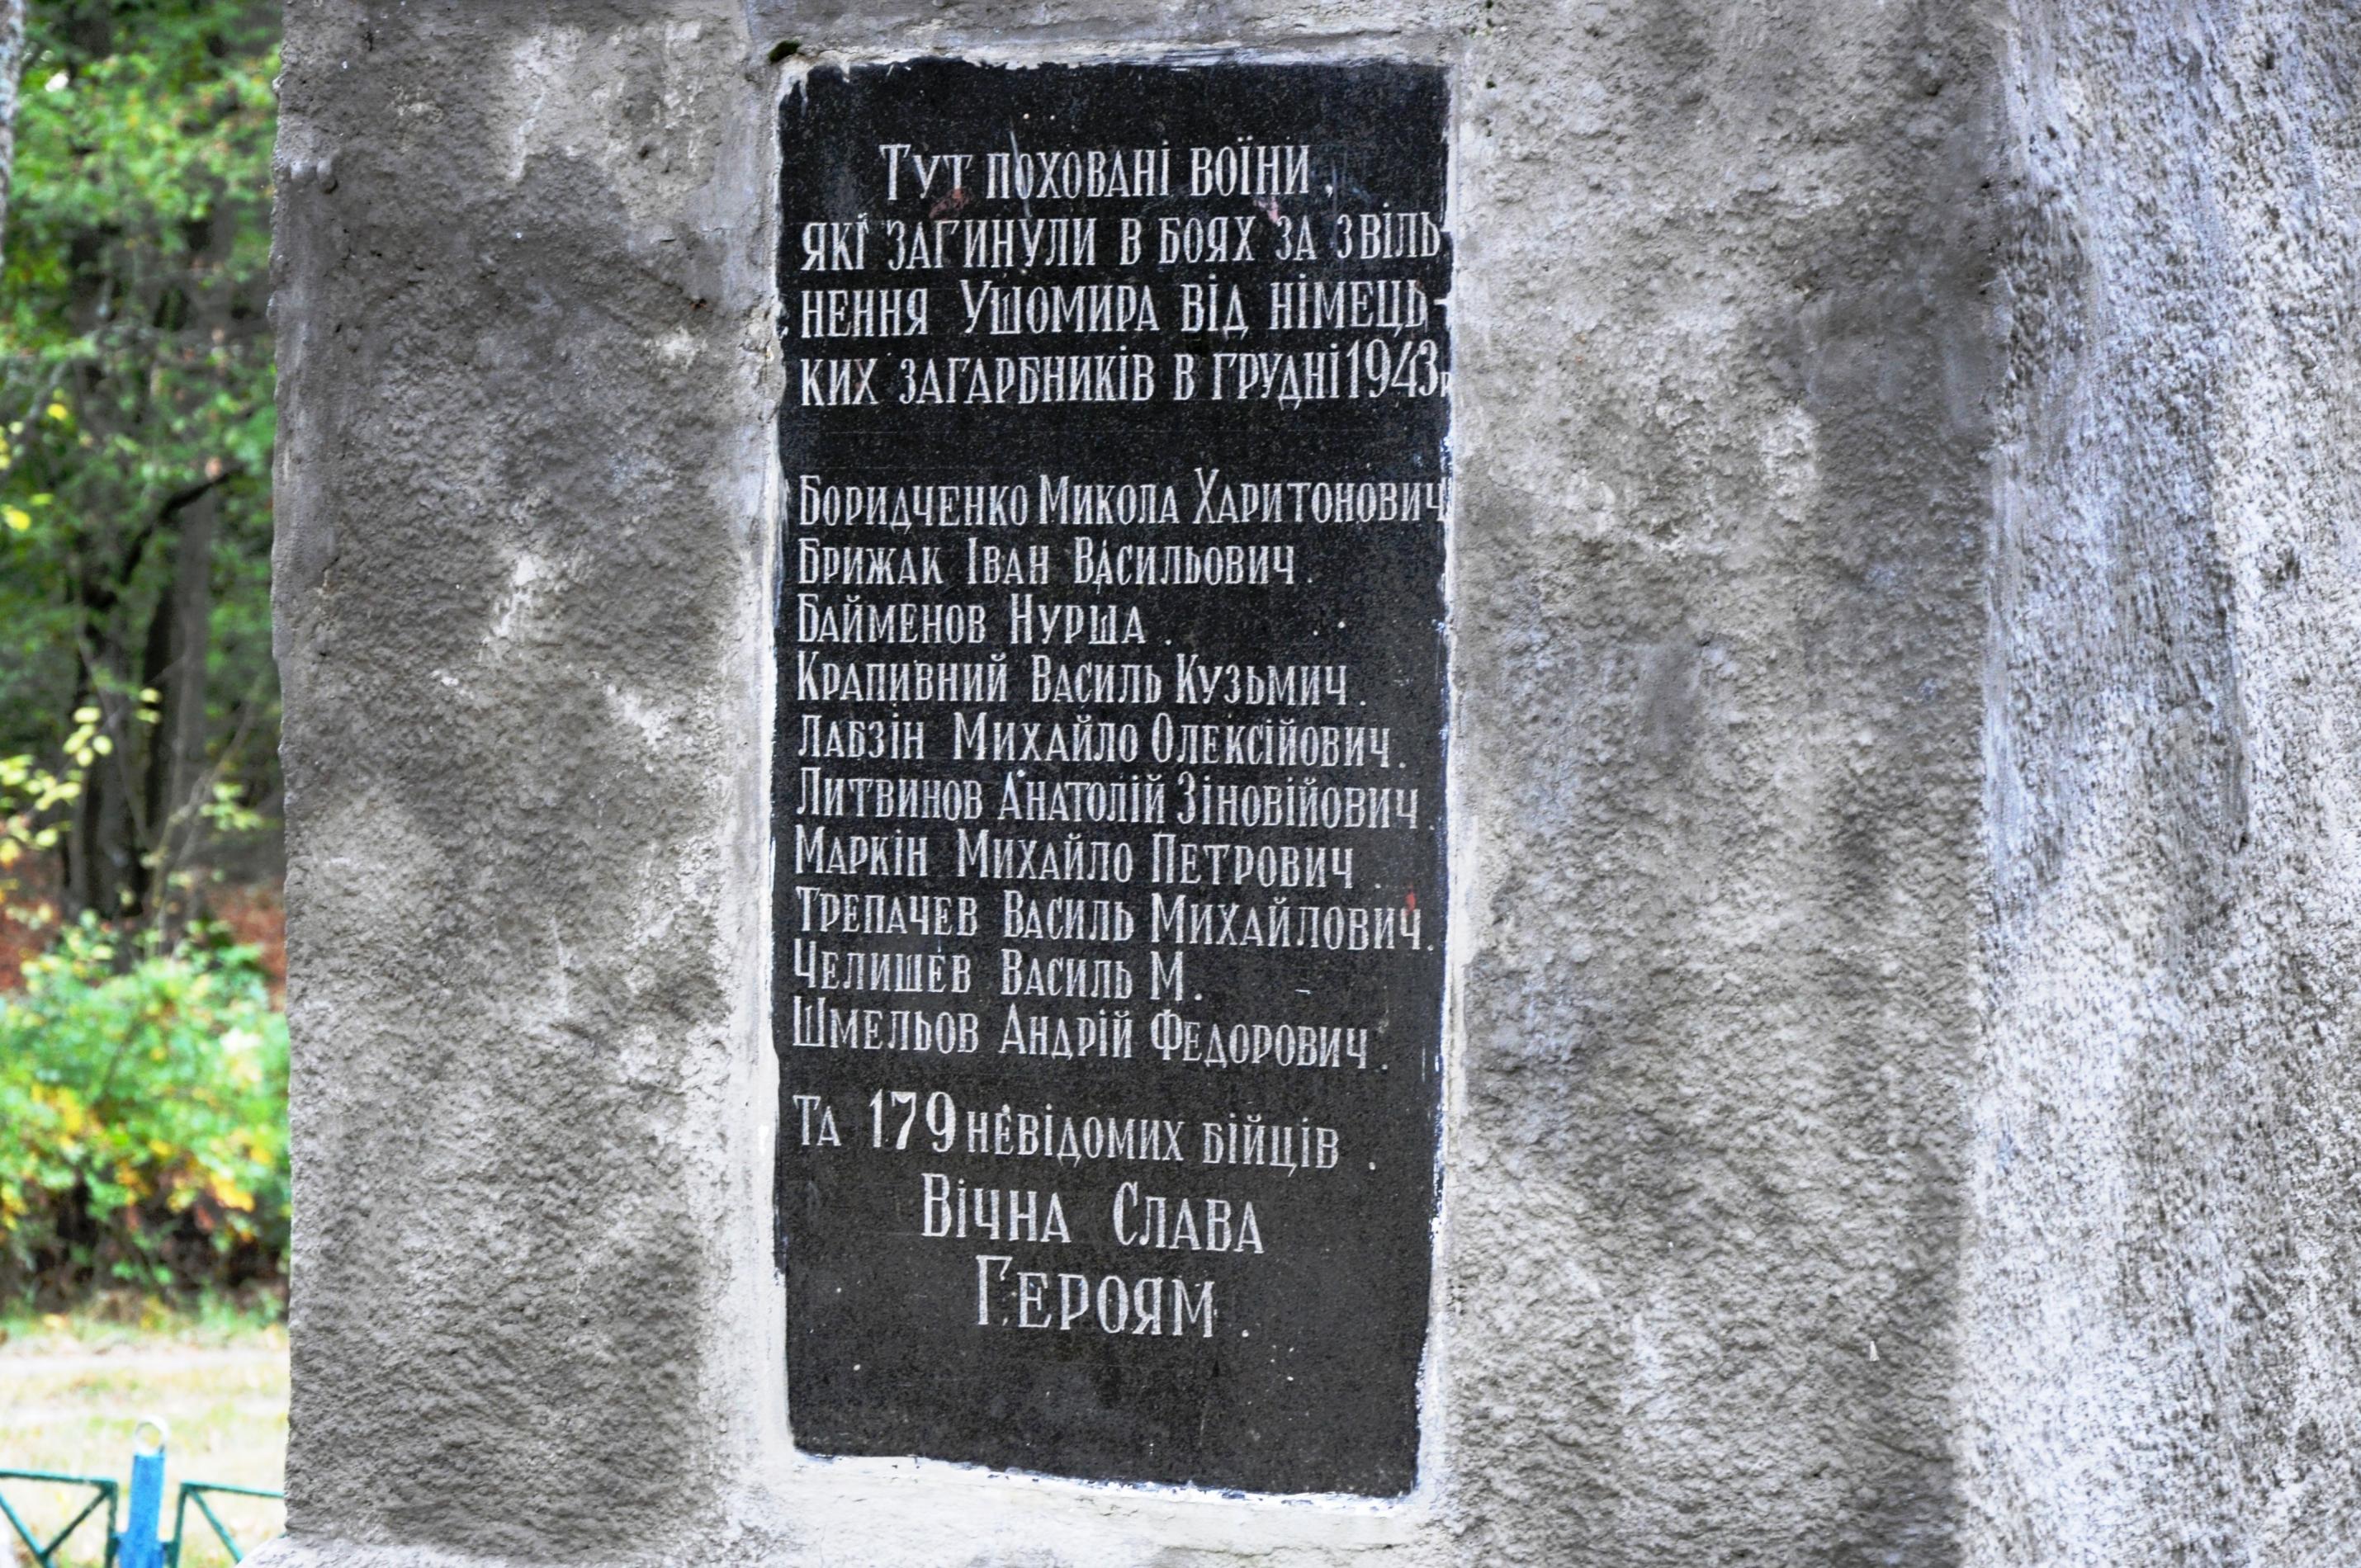 Тут поховані воїни,
які загинули в боях за звіль-
нення Ушомира від німець-
ких загарбників в грудні 1943р
Боридченко Микола Харитонович
Брижак Іван Васильович.
Байменов Нурша.
Крапивний Василь Кузьмич.
Лабзін Михайло Олексійович.
Литвинов Анатолій Зіновійович.
Маркін Михайло Петрович.
Трепачев Василь Михайлович.
Челишев Василь М.
Шмельов Андрій Федорович.
Та 179 невідомих бійців.
Вічна Слава
Героям.